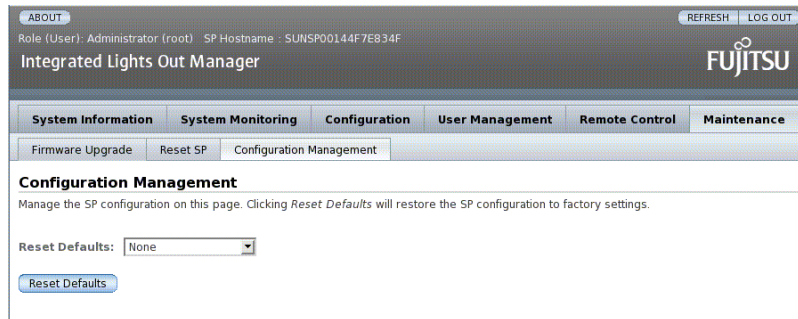 ABOUT
REFRESH LOG OUT
Role (User): Administrator (root) SP Hostname : SUNSP00144F7E834F
Integrated Lights Out Manager
FUJITSU
System Information System Monitoring Configuration User Management Remote Control Maintenance
Firmware Upgrade Reset SP Configuration Management
Configuration Management
Manage the SP configuration on this page. Clicking Reset Defaults will restore the SP configuration to factory settings.
Reset Defaults: None
Reset Defaults